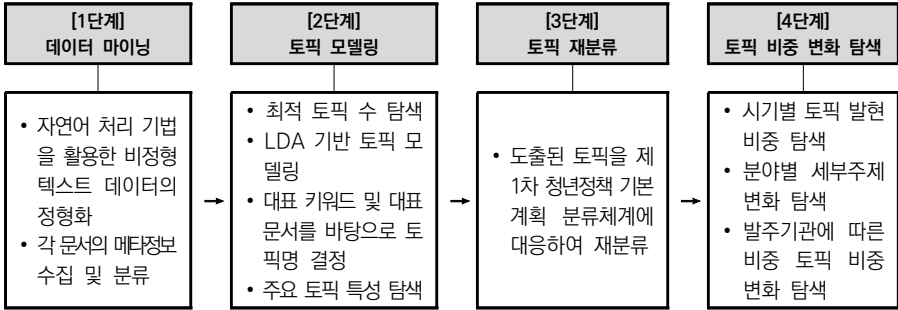 [1단계]
데이터 마이닝
• 자연어 처리 기법
을 활용한 비정형
텍스트 데이터의
정형화
• 각 문서의 메타정보
수집 및 분류
[2단계]
토픽 모델링
• 최적 토픽 수 탐색
• LDA 기반 토픽 모
델링
• 대표 키워드 및 대표
문서를 바탕으로 토
픽명 결정
• 주요 토픽 특성 탐색
[3단계]
토픽 재분류
• 도출된 토픽을 제
1차 청년정책 기본
계획 분류체계에
대응하여 재분류
[4단계]
토픽 비중 변화 탐색
• 시기별 토픽 발현
비중 탐색
• 분야별 세부주제
변화 탐색
• 발주기관에 따른
비중 토픽 비중
변화 탐색